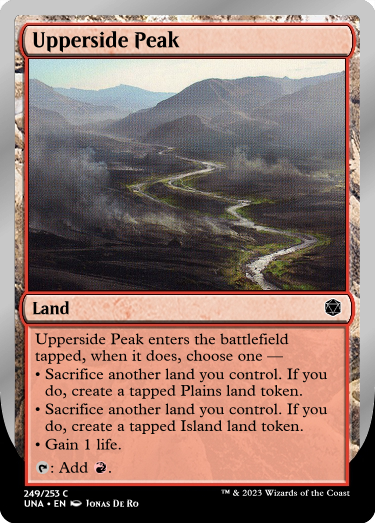 Upperside Peak
Land
Upperside Peak enters the battlefield
tapped, when it does, choose one —
• Sacrifice another land you control. If you
do, create a tapped Plains land token.
• Sacrifice another land you control. If you
do, create a tapped Island land token.
• Gain 1 life.
: Add .
249/253 C
UNA • EN Jonas De Ro
™ & © 2023 Wizards of the Coast